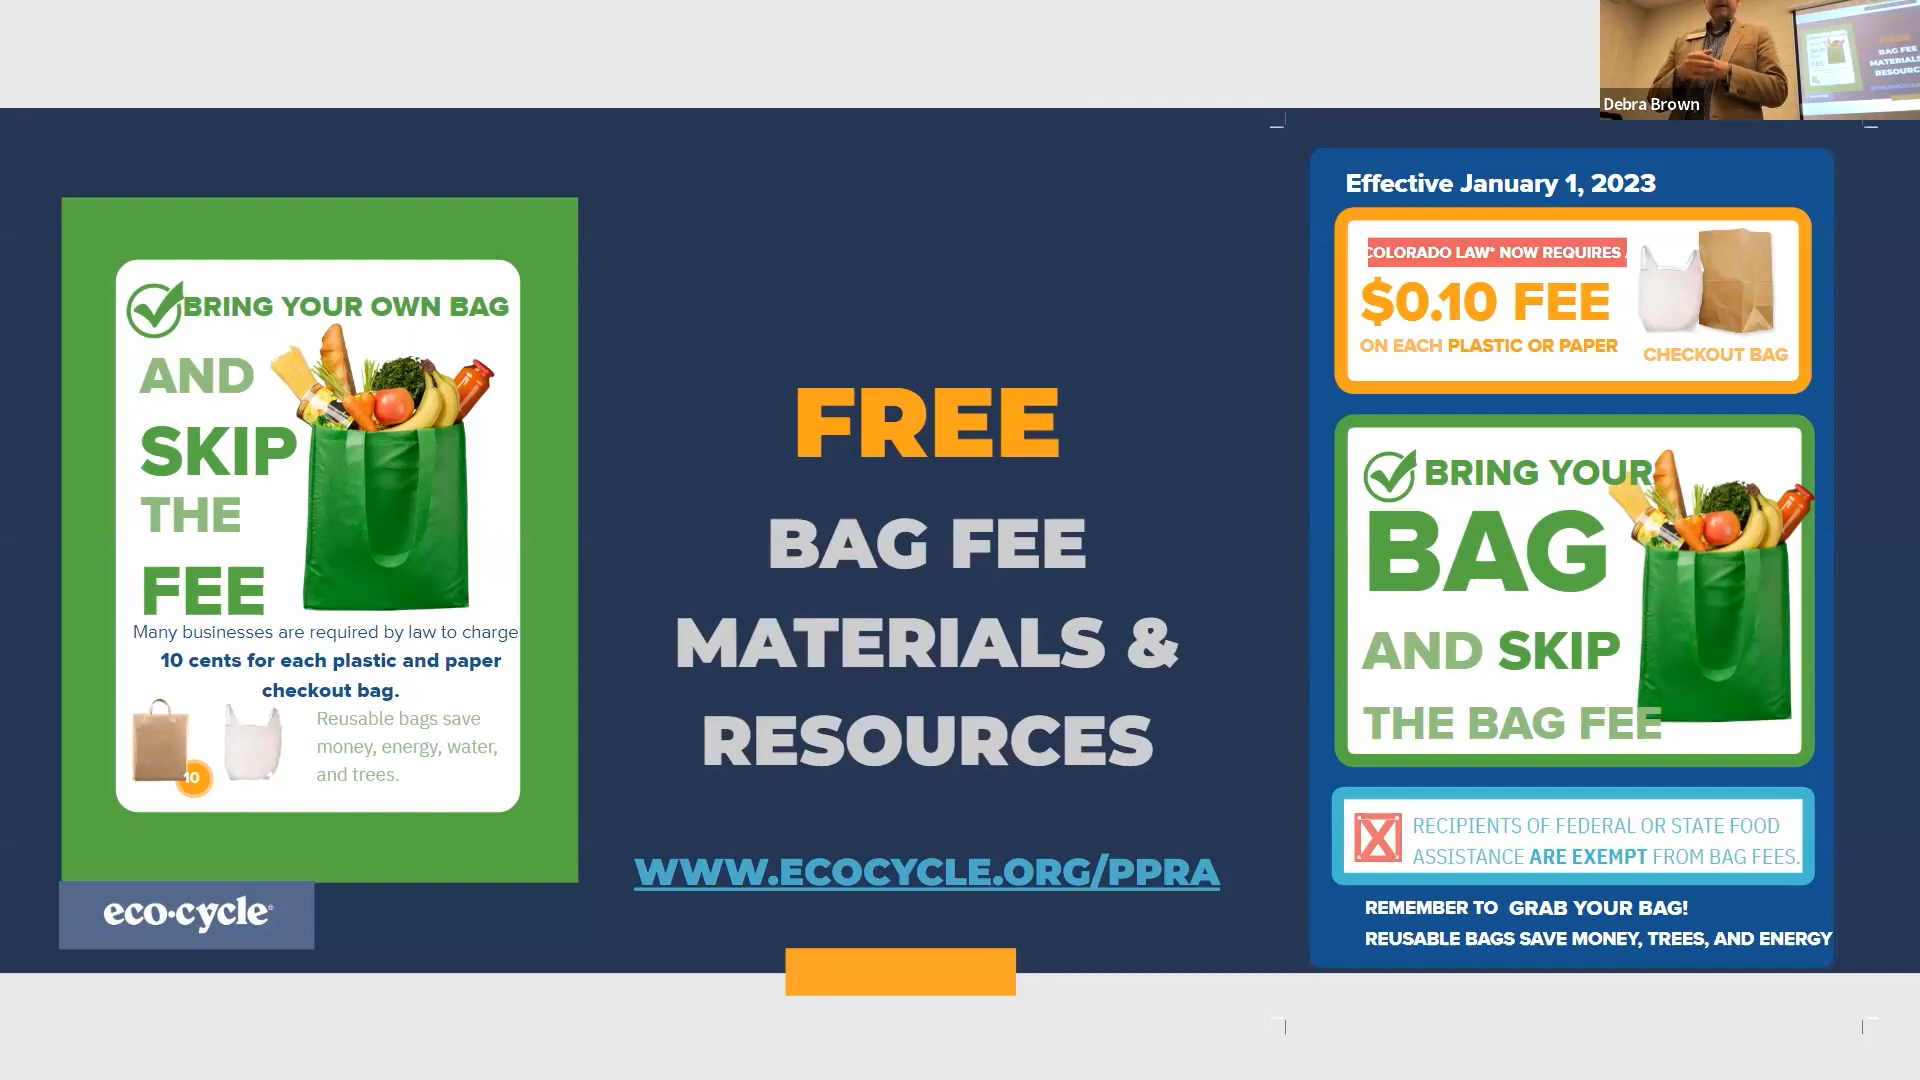 Debra Brown
BAG FEE
MATERIALS
BRING YOUR OWN BAG
AND
SKIP
THE
FEE
Many businesses are required by law to charge
10 cents for each plastic and paper
checkout bag.
10
Reusable bags save
money, energy, water,
and trees.
eco·cycle
FREE
BAG FEE
MATERIALS &
RESOURCES
WWW.ECOCYCLE.ORG/PPRA
Effective January 1, 2023
COLORADO LAW* NOW REQUIRES
$0.10 FEE
ON EACH PLASTIC OR PAPER
CHECKOUT BAG
BRING YOUR
BAG
AND SKIP
THE BAG FEE
RECIPIENTS OF FEDERAL OR STATE FOOD
ASSISTANCE ARE EXEMPT FROM BAG FEES.
REMEMBER TO GRAB YOUR BAG!
REUSABLE BAGS SAVE MONEY, TREES, AND ENERGY